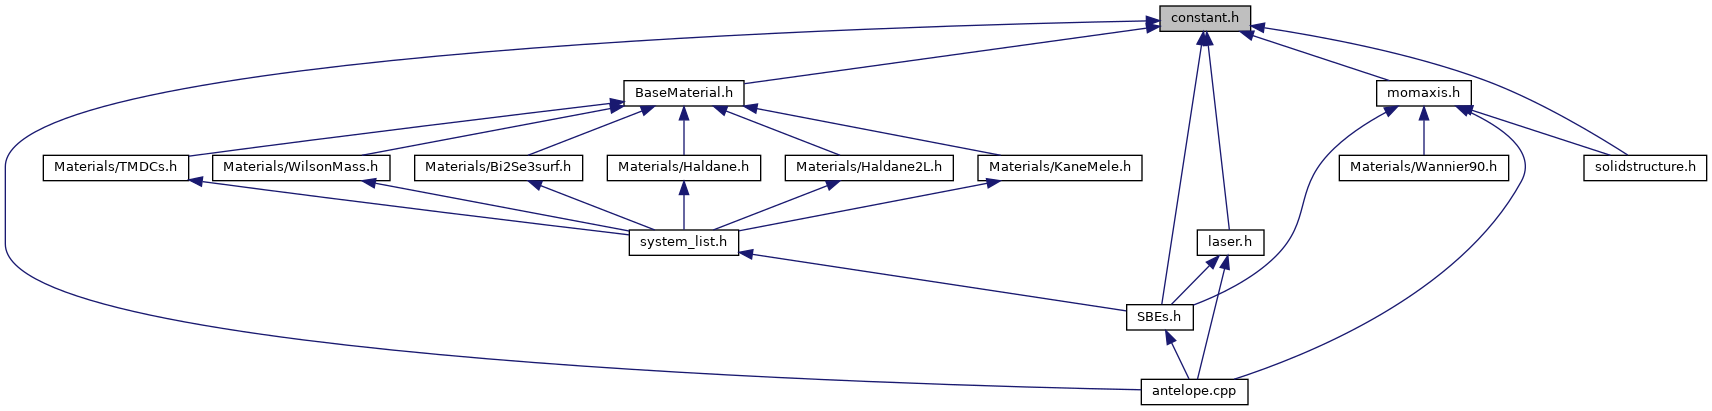 constant.h
BaseMaterial.h
momaxis.h
Materials/TMDCs.h
Materials/WilsonMass.h
Materials/Bi2Se3surf.h
Materials/Haldane.h
Materials/Haldane2L.h
Materials/KaneMele.h
Materials/Wannier90.h
solidstructure.h
system_list.h
laser.h
SBEs.h
antelope.cpp